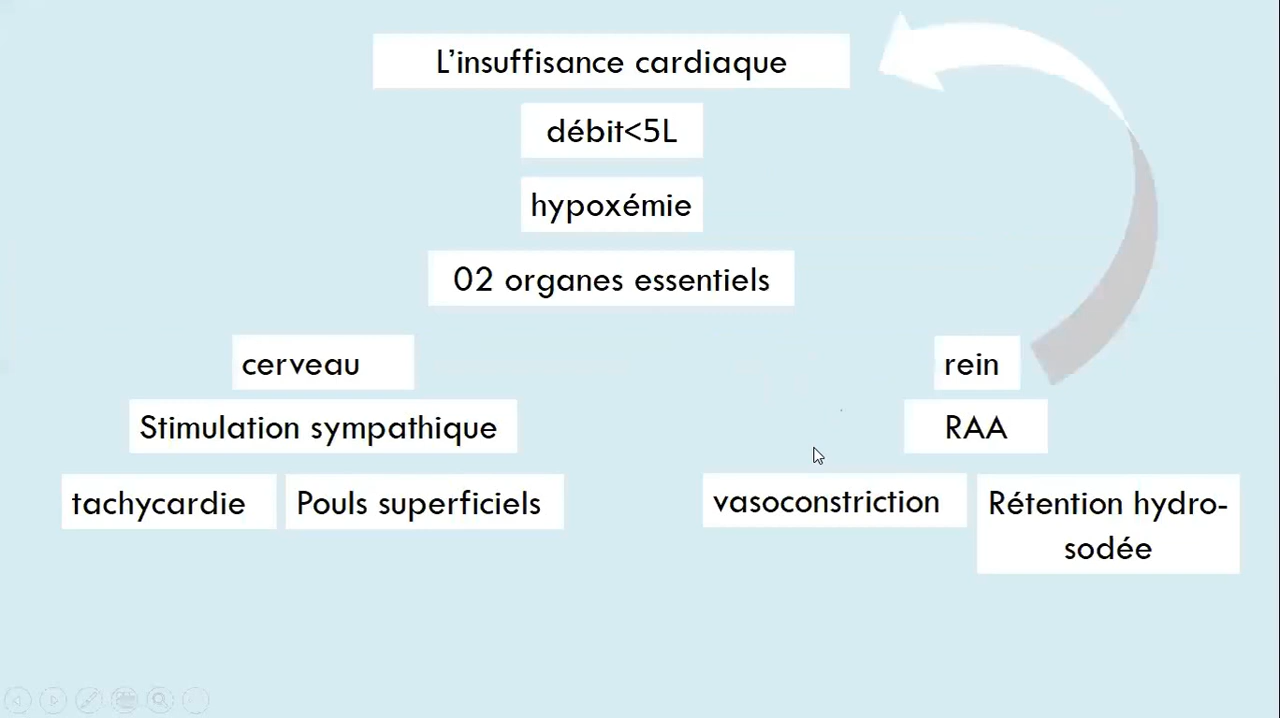 L’insuffisance cardiaque
débit<5L
hypoxémie
02 organes essentiels
cerveau
rein
Stimulation sympathique
RAA
tachycardie
Pouls superficiels
vasoconstriction
Rétention hydro-
sodée